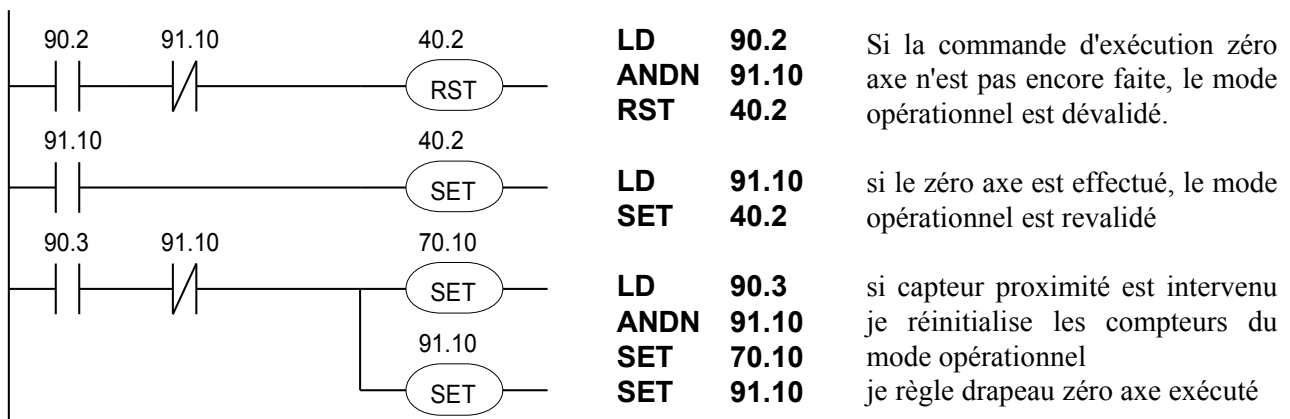 90.2 91.10 40.2
RST
91.10 40.2
SET
90.3 91.10 70.10
SET
91.10
SET
LD 90.2
ANDN 91.10
RST 40.2
LD 91.10
SET 40.2
LD 90.3
ANDN 91.10
SET 70.10
SET 91.10
Si la commande d'exécution zéro
axe n'est pas encore faite, le mode
opérationnel est dévalidé.
si le zéro axe est effectué, le mode
opérationnel est revalidé
si capteur proximité est intervenu
je réinitialise les compteurs du
mode opérationnel
je règle drapeau zéro axe exécuté